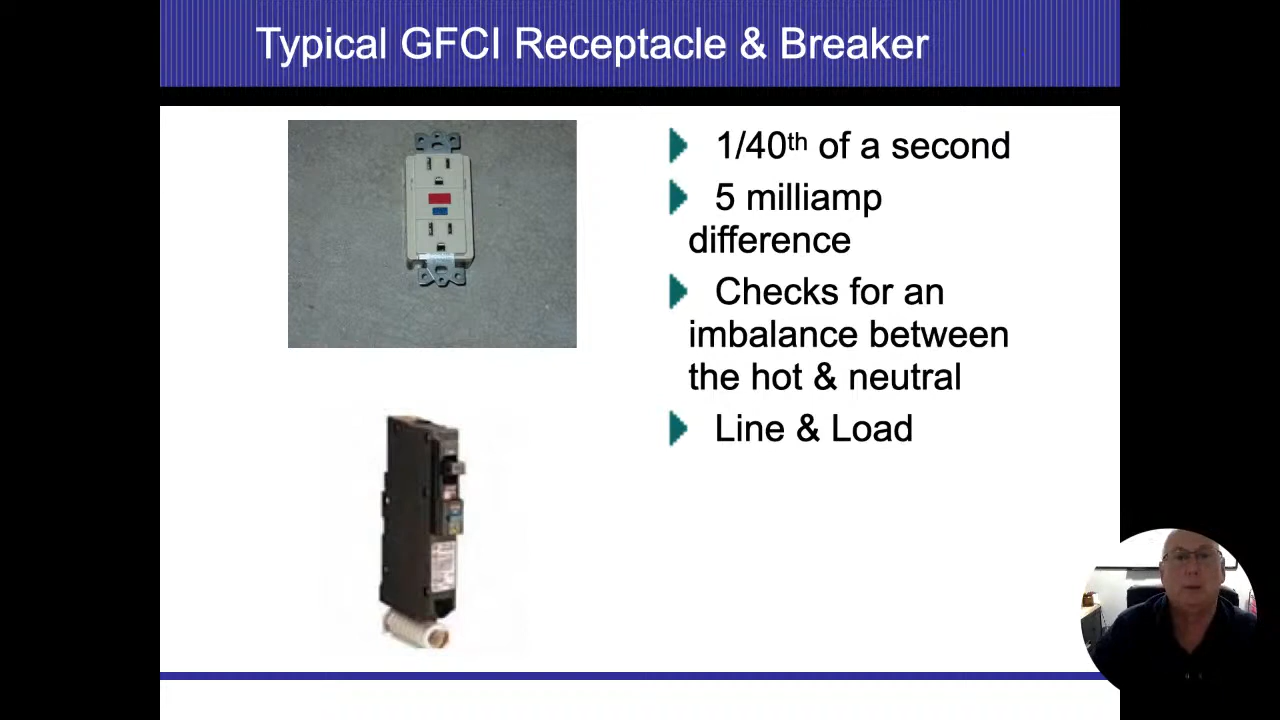 Typical GFCI Receptacle & Breaker
1/40th of a second
5 milliamp
difference
Checks for an
imbalance between
the hot & neutral
Line & Load